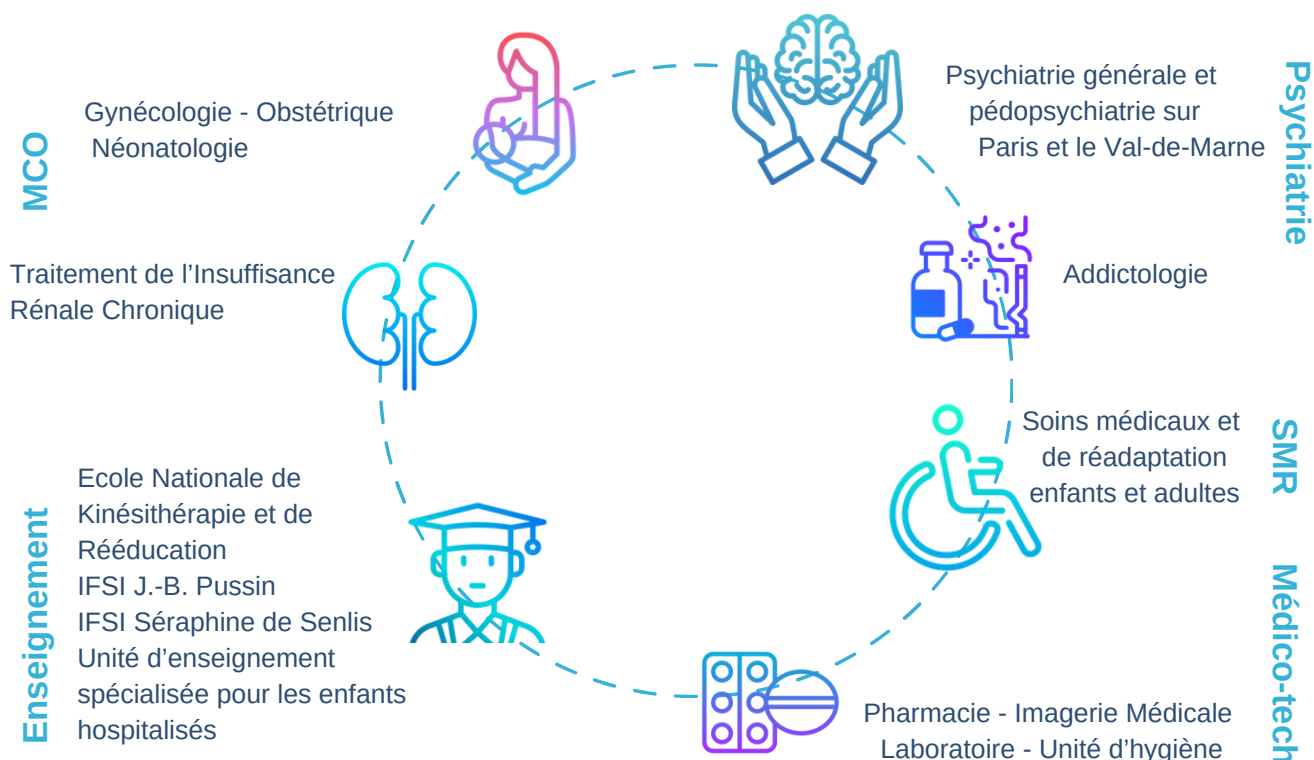 MCO
Gynécologie - Obstétrique
Néonatologie
Traitement de l’Insuffisance
Rénale Chronique
Enseignement
Ecole Nationale de
Kinésithérapie et de
Rééducation
IFSI J.-B. Pussin
IFSI Séraphine de Senlis
Unité d’enseignement
spécialisée pour les enfants
hospitalisés
Psychiatrie générale et
pédopsychiatrie sur
Paris et le Val-de-Marne
Psychiatrie
Addictologie
Soins médicaux et
de réadaptation
enfants et adultes
SMR
Pharmacie - Imagerie Médicale
Laboratoire - Unité d’hygiène
Médico-tech